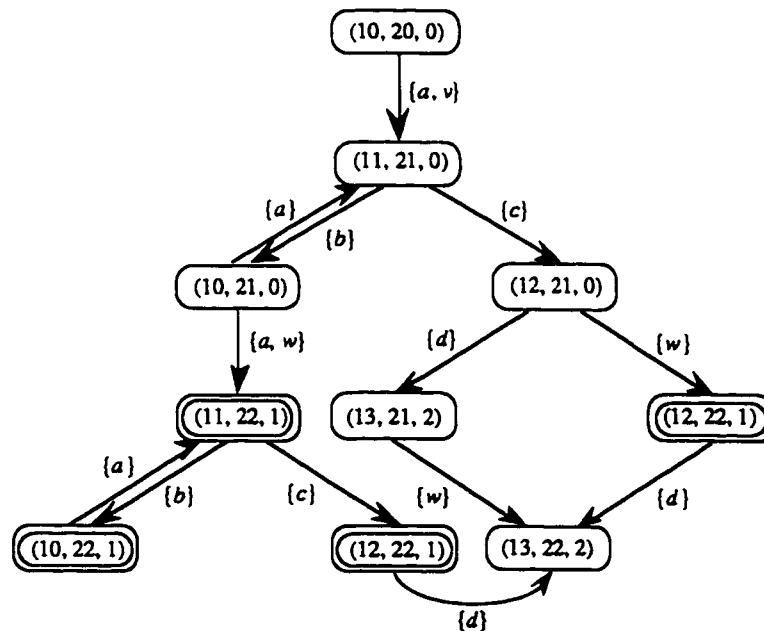 (10, 20, 0)
{a, v}
(11, 21, 0)
{a}
{b}
{c}
(10, 21, 0)
(12, 21, 0)
{a, w}
{d}
{w}
(11, 22, 1)
(13, 21, 2)
(12, 22, 1)
{a}
{b}
{c}
{w}
{d}
(10, 22, 1)
(12, 22, 1)
(13, 22, 2)
{d}